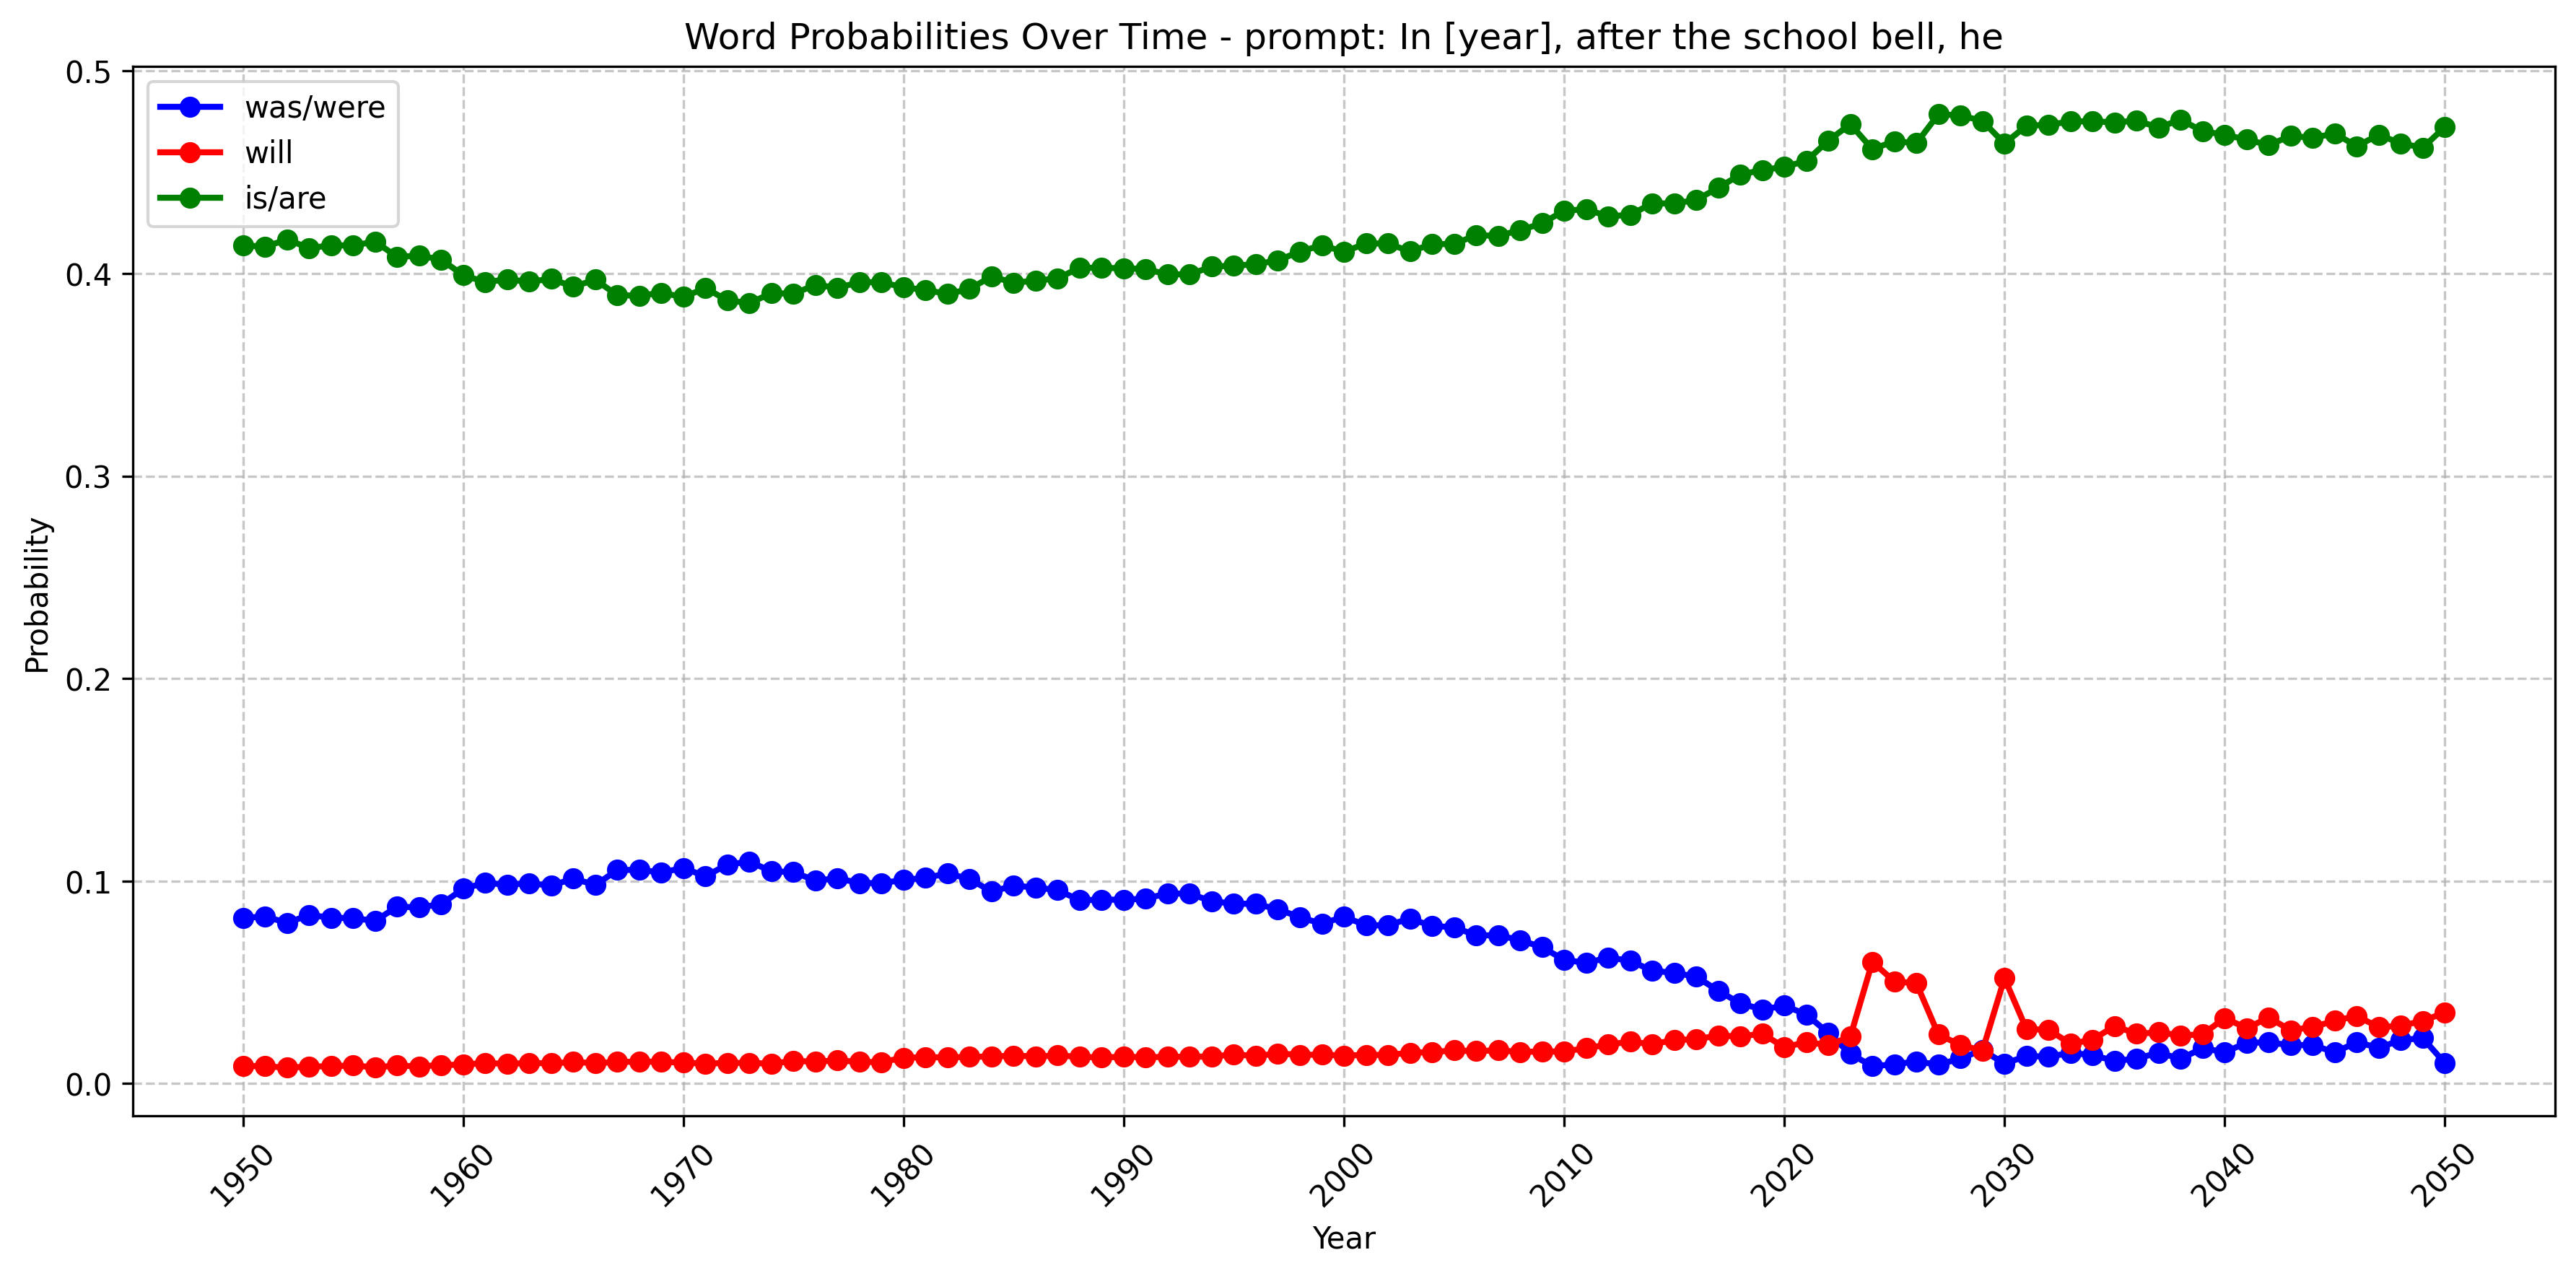 Word Probabilities Over Time - prompt: In [year], after the school bell, he
was/were
will
is/are
0.5
0.4
0.3
0.2
0.1
0.0
Probability
1950
1960
1970
1980
1990
2000
2010
2020
2030
2040
2050
Year